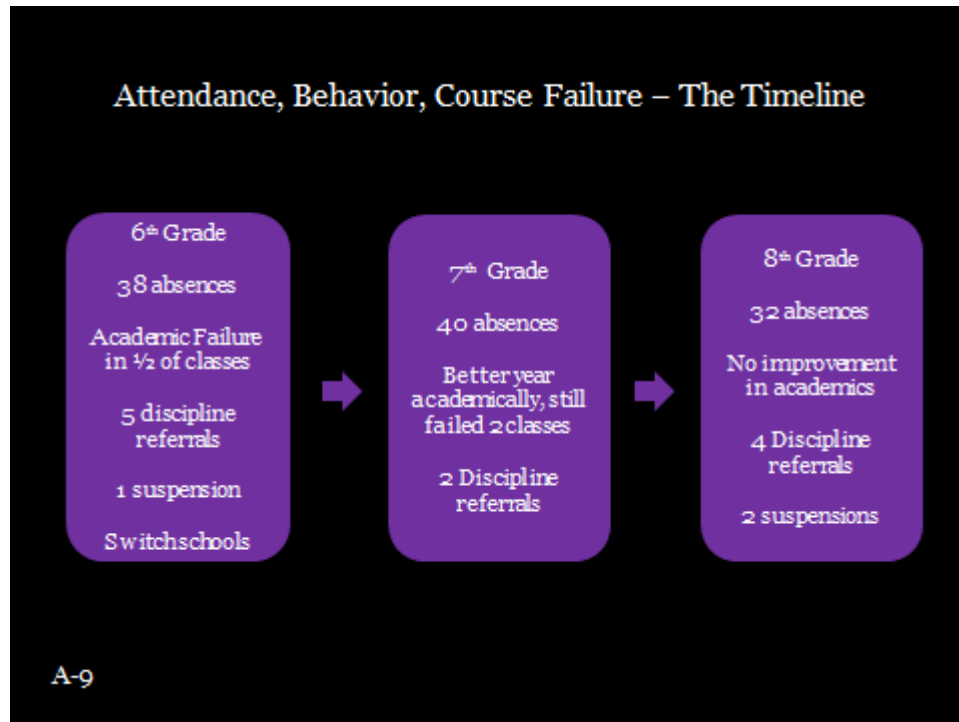 Attendance, Behavior, Course Failure – The Timeline
6th Grade
38 absences
Academic Failure
in ½ of classes
5 discipline
referrals
1 suspension
Switch schools
7th Grade
40 absences
Better year
academically, still
failed 2 classes
2 Discipline
referrals
8th Grade
32 absences
No improvement
in academics
4 Discipline
referrals
2 suspensions
A-9